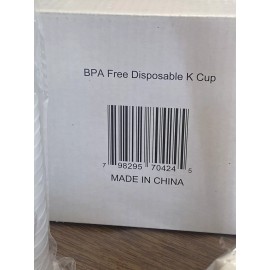 BPA Free Disposable K Cup
7 98295 70424 5
MADE IN CHINA